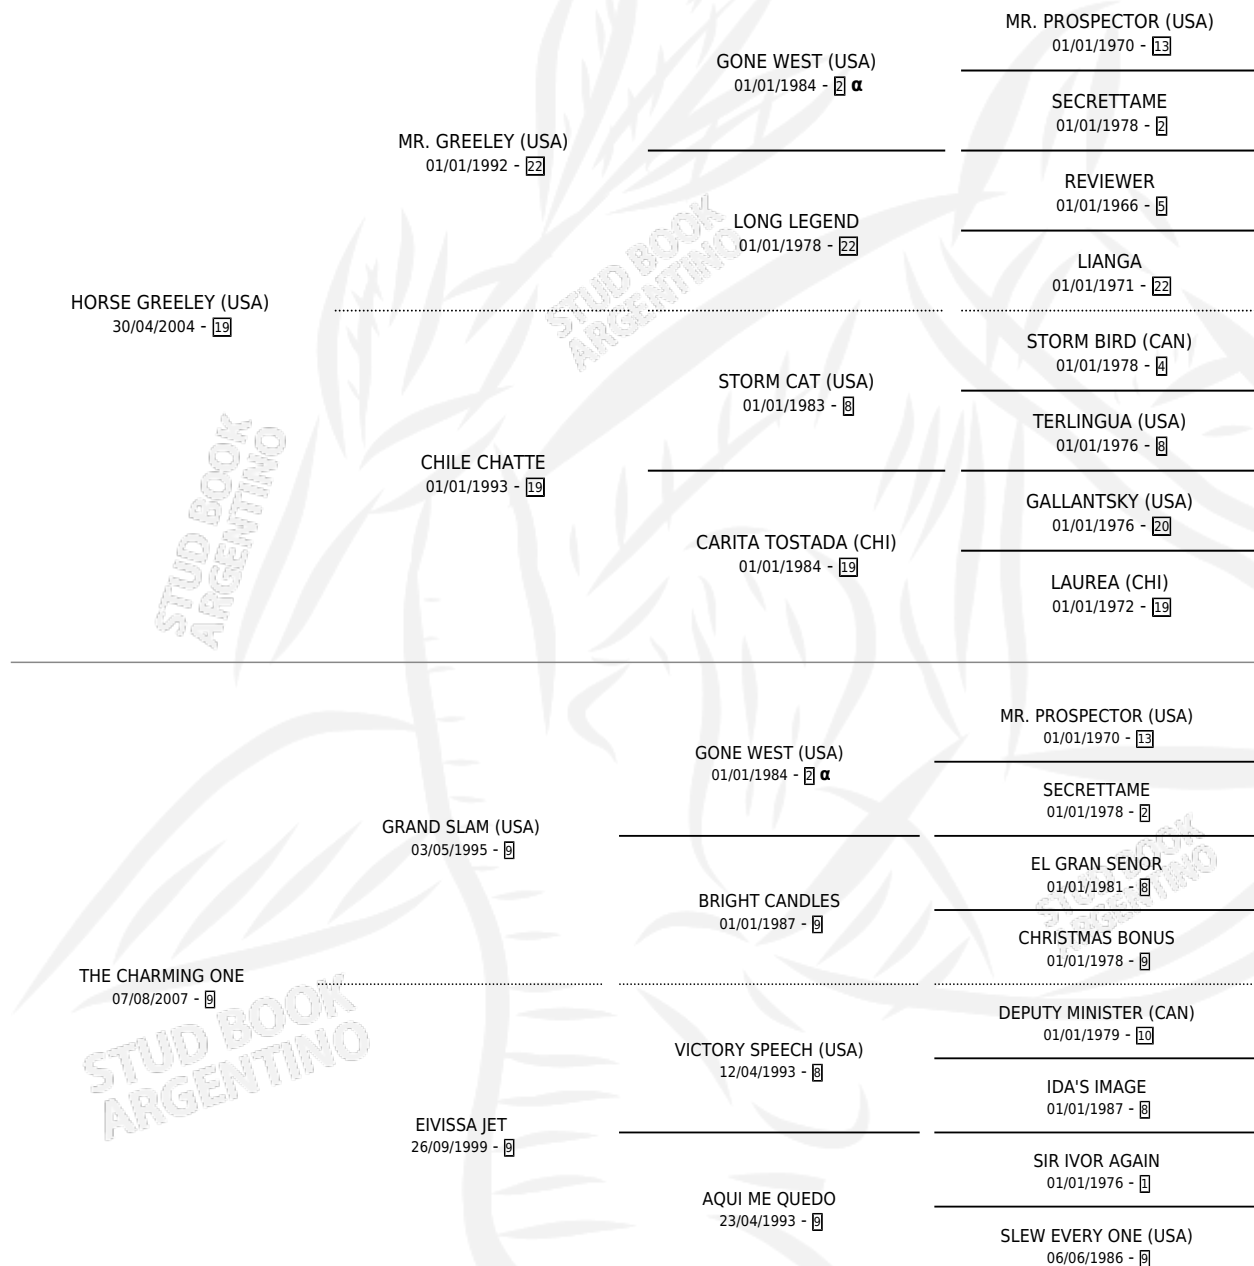 MR. PROSPECTOR (USA)
01/01/1970 - 13
GONE WEST (USA)
01/01/1984 - 2 α
SECRETTAME
01/01/1978 - 2
MR. GREELEY (USA)
01/01/1992 - 22
REVIEWER
01/01/1966 - 5
LONG LEGEND
01/01/1978 - 22
LIANGA
01/01/1971 - 22
HORSE GREELEY (USA)
30/04/2004 - 19
STUD BOOK
ARGENTINO
STORM BIRD (CAN)
01/01/1978 - 4
STORM CAT (USA)
01/01/1983 - 8
TERLINGUA (USA)
01/01/1976 - 8
CHILE CHATTE
01/01/1993 - 19
GALLANTSKY (USA)
01/01/1976 - 20
CARITA TOSTADA (CHI)
01/01/1984 - 19
LAUREA (CHI)
01/01/1972 - 19
STUD BOOK
ARGENTINO
MR. PROSPECTOR (USA)
01/01/1970 - 13
GONE WEST (USA)
01/01/1984 - 2 α
SECRETTAME
01/01/1978 - 2
GRAND SLAM (USA)
03/05/1995 - 9
EL GRAN SENOR
01/01/1981 - 8
STUD BOOK
ARGENTINO
BRIGHT CANDLES
01/01/1987 - 9
CHRISTMAS BONUS
01/01/1978 - 9
THE CHARMING ONE
07/08/2007 - 9
STUD BOOK
ARGENTINO
DEPUTY MINISTER (CAN)
01/01/1979 - 10
VICTORY SPEECH (USA)
12/04/1993 - 8
IDA'S IMAGE
01/01/1987 - 8
EIVISSA JET
26/09/1999 - 9
SIR IVOR AGAIN
01/01/1976 - 1
AQUI ME QUEDO
23/04/1993 - 9
SLEW EVERY ONE (USA)
06/06/1986 - 9